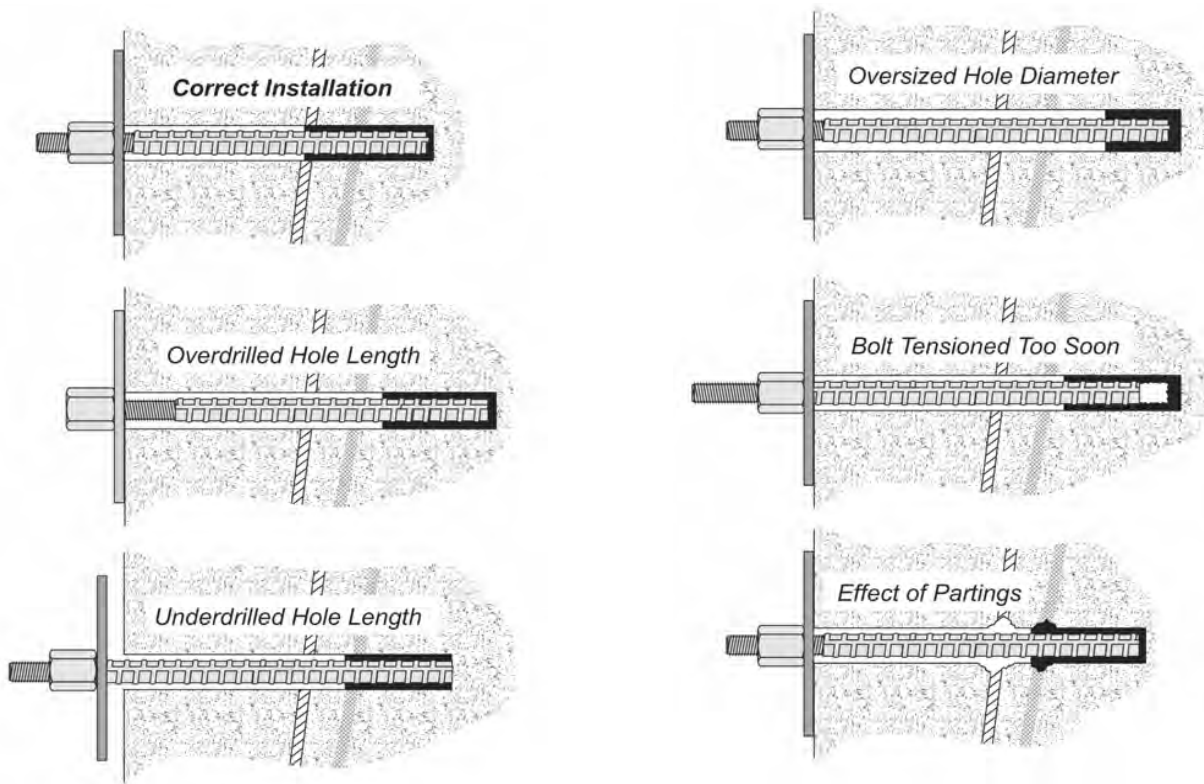 Correct Installation
Oversized Hole Diameter
Overdrilled Hole Length
Bolt Tensioned Too Soon
Underdrilled Hole Length
Effect of Partings